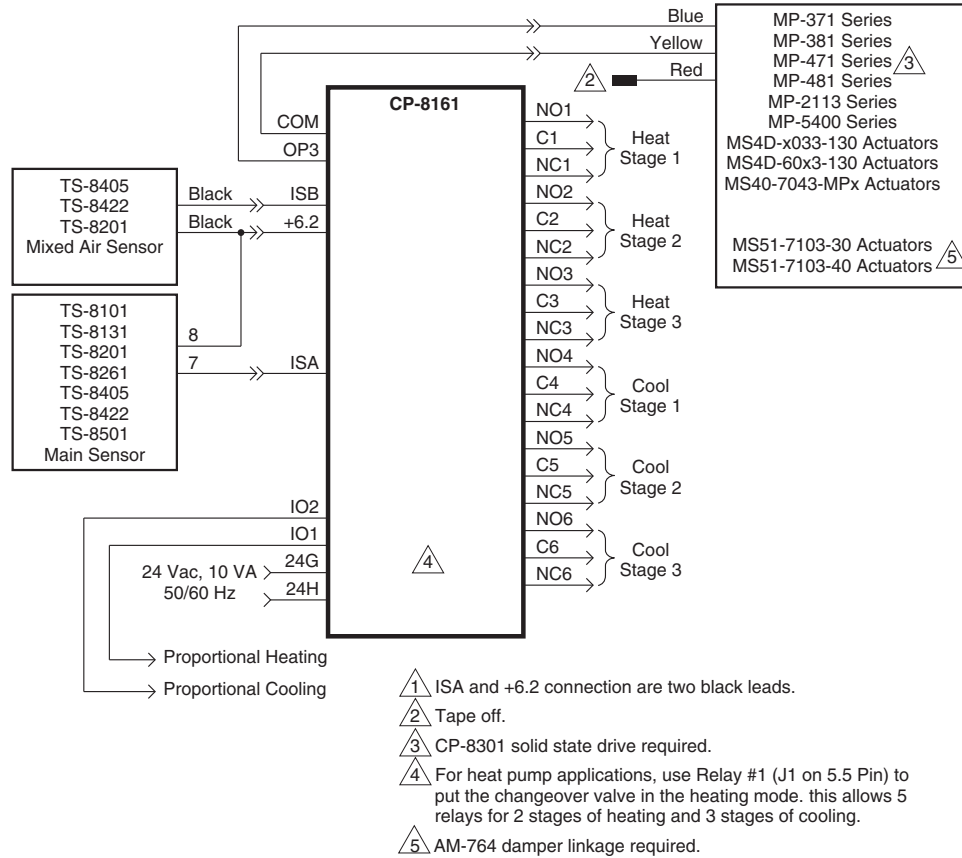 Blue
Yellow
Red
2
MP-371 Series
MP-381 Series
MP-471 Series
3
MP-481 Series
MP-2113 Series
MP-5400 Series
MS4D-x033-130 Actuators
MS4D-60x3-130 Actuators
MS40-7043-MPx Actuators
MS51-7103-30 Actuators
MS51-7103-40 Actuators
5
CP-8161
COM
OP3
TS-8405
TS-8422
TS-8201
Mixed Air Sensor
Black
ISB
Black
+6.2
TS-8101
TS-8131
TS-8201
TS-8261
TS-8405
TS-8422
TS-8501
Main Sensor
8
7
ISA
IO2
IO1
24G
24H
24 Vac, 10 VA
50/60 Hz
Proportional Heating
Proportional Cooling
4
NO1
C1
NC1
Heat
Stage 1
NO2
C2
NC2
Heat
Stage 2
NO3
C3
NC3
Heat
Stage 3
NO4
C4
NC4
Cool
Stage 1
NO5
C5
NC5
Cool
Stage 2
NO6
C6
NC6
Cool
Stage 3
1 ISA and +6.2 connection are two black leads.
2 Tape off.
3 CP-8301 solid state drive required.
4 For heat pump applications, use Relay #1 (J1 on 5.5 Pin) to
put the changeover valve in the heating mode. this allows 5
relays for 2 stages of heating and 3 stages of cooling.
5 AM-764 damper linkage required.